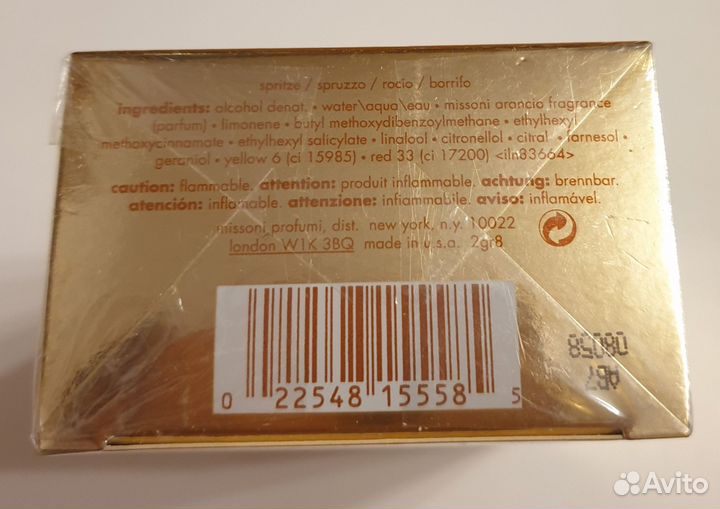 spritze / spruzzo / rocio / borrifo
ingredients: alcohol denat. • water\aqua\eau • missoni arancio fragrance
(parfum) • limonene • butyl methoxydibenzoylmethane • ethylhexyl
methoxycinnamate • ethylhexyl salicylate • linalool • citronellol • citral • farnesol •
geraniol • yellow 6 (ci 15985) • red 33 (ci 17200) <iln83664>
caution: flammable. attention: produit inflammable. achtung: brennbar.
atención: inflamable. attenzione: infiammabile. aviso: inflamável.
missoni profumi, dist. new york, n.y. 10022
london W1K 3BQ made in u.s.a. 2gr8
08058
AB7
0 22548 15558 5
Avito